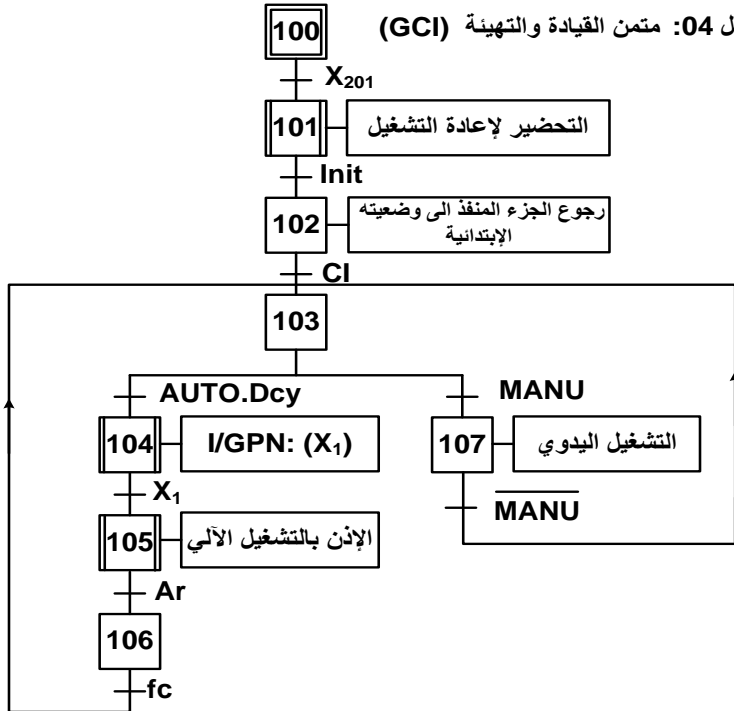 ل 04: متمن القيادة والتهيئة (GCI)
100
X201
101
التحضير لإعادة التشغيل
Init
102
رجوع الجزء المنفذ الى وضعيته
الإبتدائية
CI
103
AUTO.Dcy
MANU
104
I/GPN: (X1)
107
التشغيل اليدوي
X1
MANU
105
الإذن بالتشغيل الآلي
Ar
106
fc